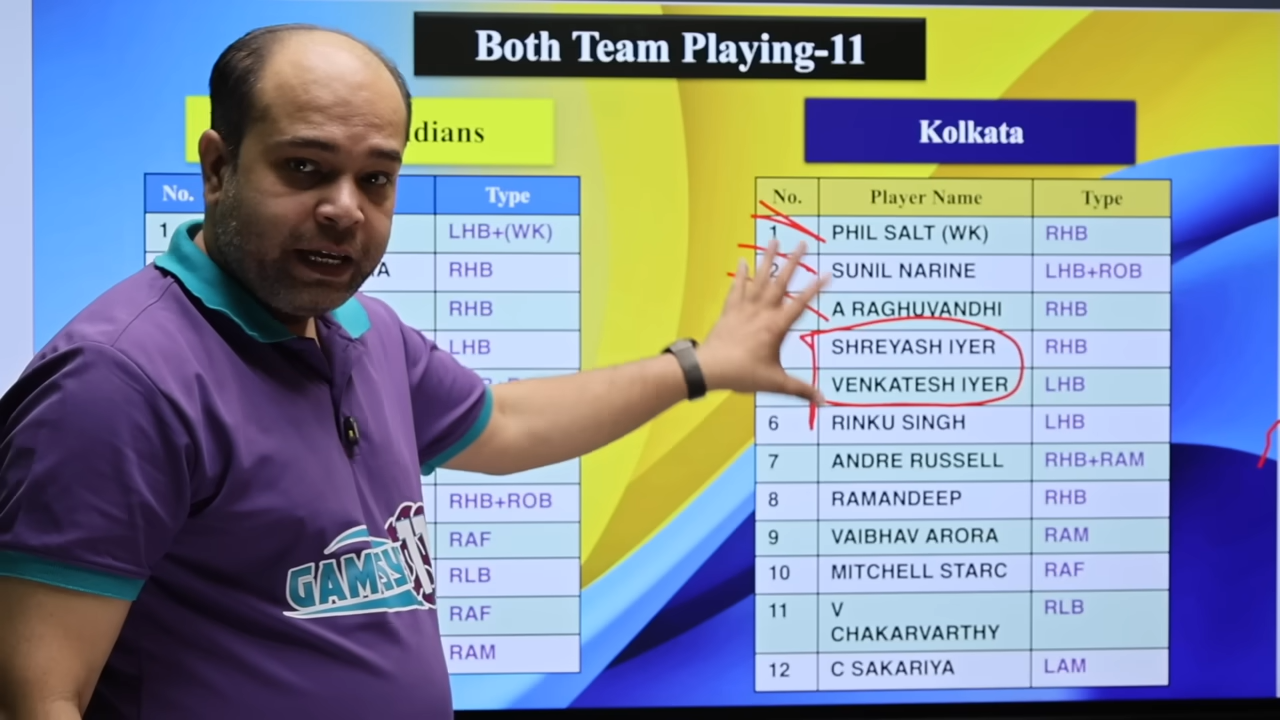 Both Team Playing-11
dians
Kolkata
No. Type
1 LHB+(WK)
RHB
RHB
LHB
RHB+ROB
RAF
RLB
RAF
RAM
No. Player Name Type
1 PHIL SALT (WK) RHB
2 SUNIL NARINE LHB+ROB
A RAGHUVANDHI RHB
SHREYASH IYER RHB
VENKATESH IYER LHB
6 RINKU SINGH LHB
7 ANDRE RUSSELL RHB+RAM
8 RAMANDEEP RHB
9 VAIBHAV ARORA RAM
10 MITCHELL STARC RAF
11 V RLB
CHAKARVARTHY
12 C SAKARIYA LAM
GAMSY11